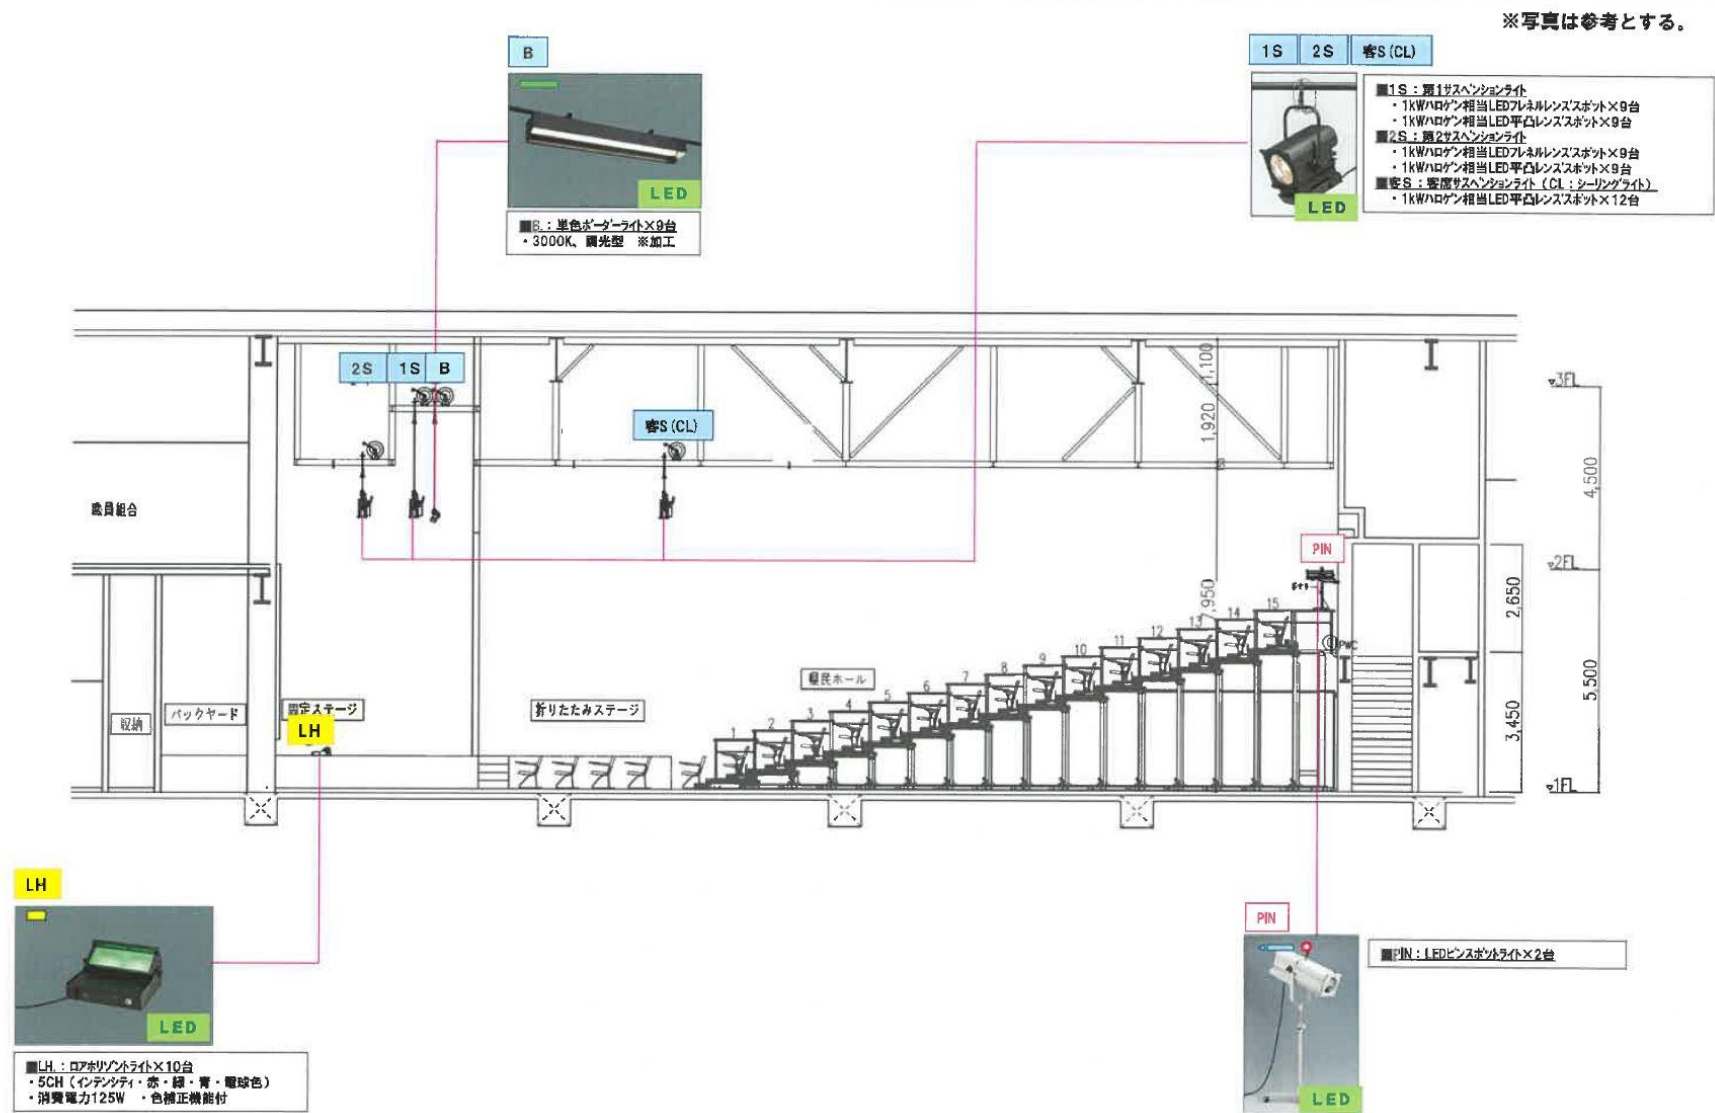 ※写真は参考とする。
B
LED
■B.：単色ボーダーライト×9台
・3000K、調光型　※加工
1S 2S 客S(CL)
LED
■1S：第1サスペンションライト
・1kWハロゲン相当LEDフレネルレンズスポット×9台
・1kWハロゲン相当LED平凸レンズスポット×9台
■2S：第2サスペンションライト
・1kWハロゲン相当LEDフレネルレンズスポット×9台
・1kWハロゲン相当LED平凸レンズスポット×9台
■客S：客席サスペンションライト（CL：シーリングライト）
・1kWハロゲン相当LED平凸レンズスポット×12台
2S 1S B
客S(CL)
1,100
1,920
7,950
▽3FL
4,500
▽2FL
2,650
5,500
3,450
▽1FL
職員組合
PIN
PWC
1 2 3 4 5 6 7 8 9 10 11 12 13 14 15
県民ホール
収納
バックヤード
固定ステージ
LH
折りたたみステージ
LH
LED
■LH.：ロアホリゾントライト×10台
・5CH（インテンシティ・赤・緑・青・電球色）
・消費電力125W　・色補正機能付
PIN
LED
■PIN：LEDピンスポットライト×2台